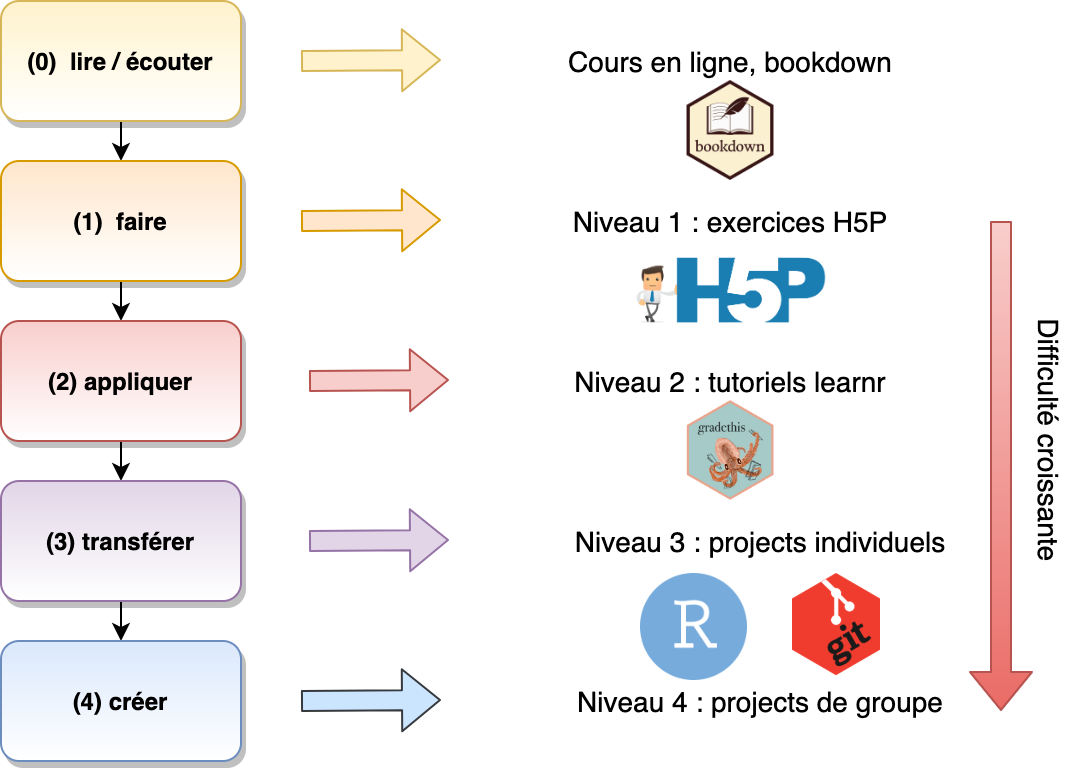 (0) lire / écouter
Cours en ligne, bookdown
bookdown
(1) faire
Niveau 1 : exercices H5P
H5P
(2) appliquer
Niveau 2 : tutoriels learnr
gradethis
(3) transférer
Niveau 3 : projects individuels
R
git
(4) créer
Niveau 4 : projects de groupe
Difficulté croissante